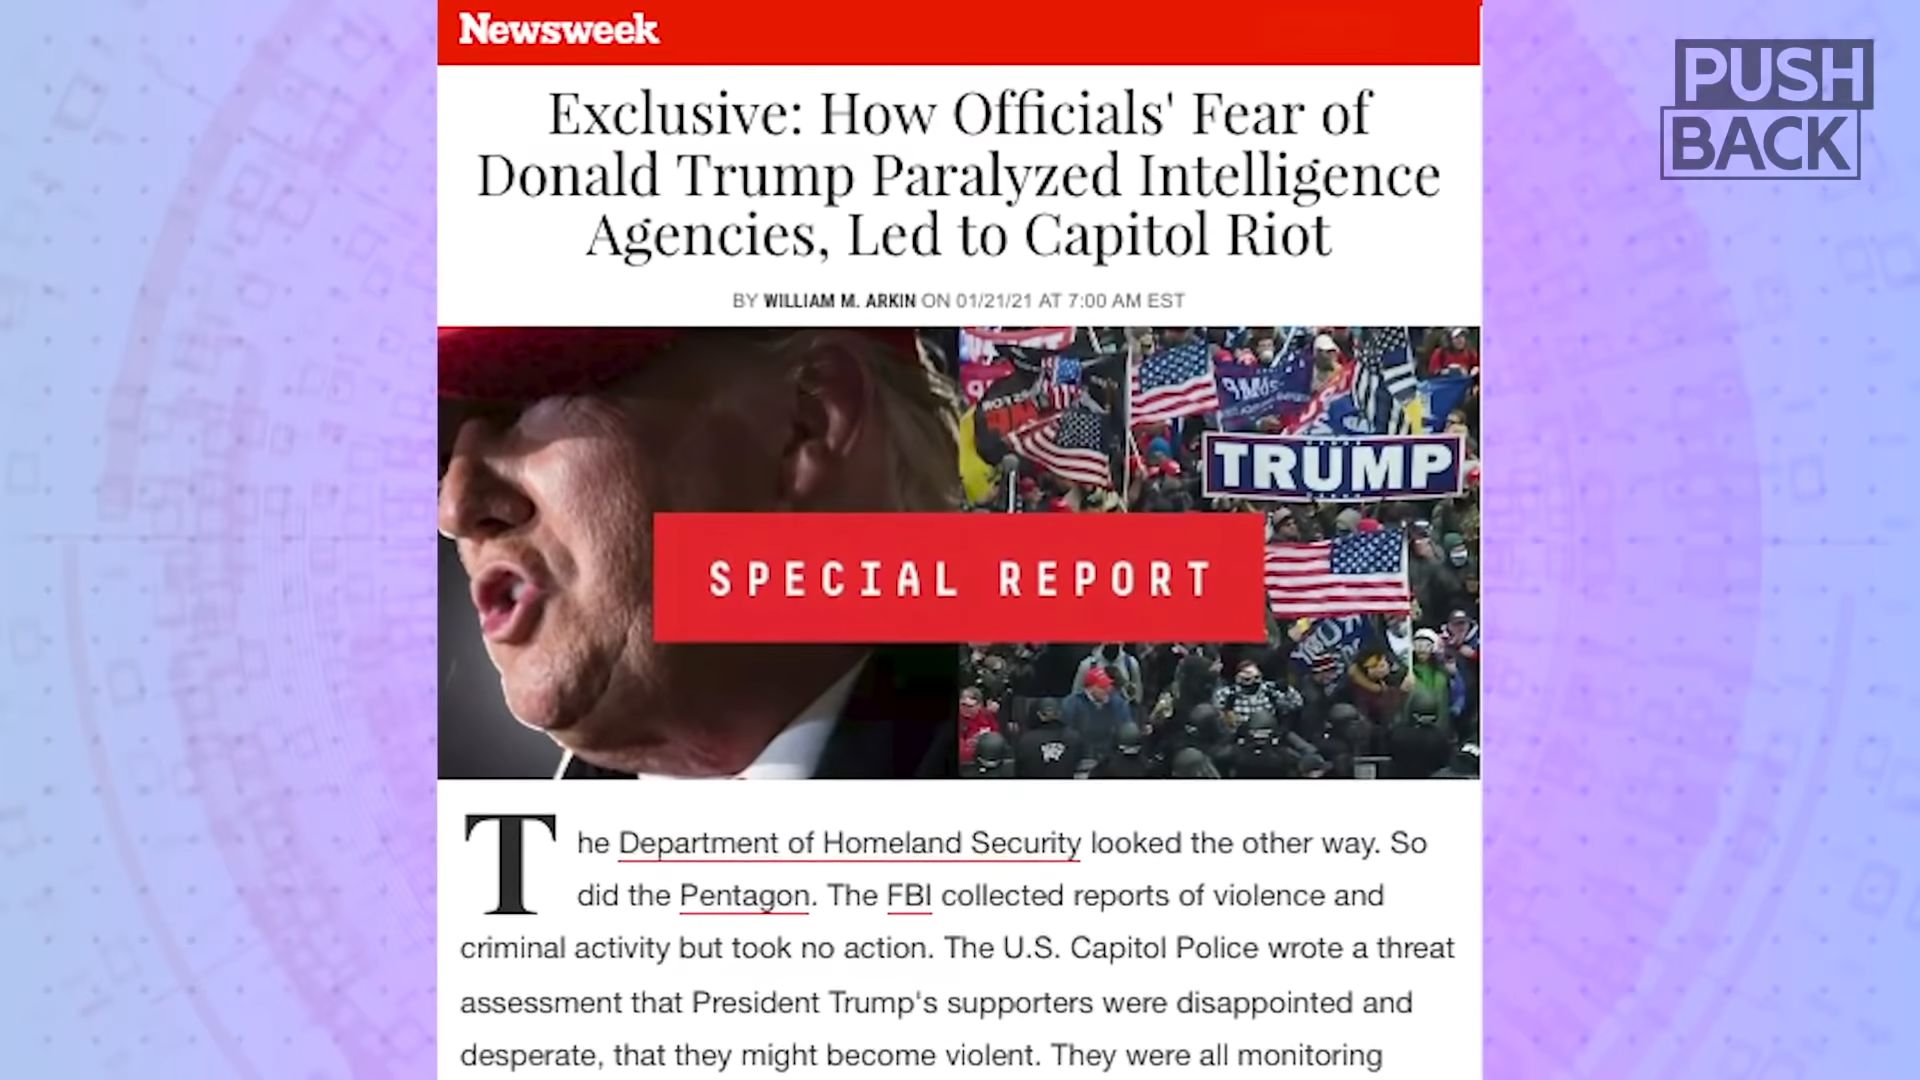 Newsweek
PUSH
BACK
Exclusive: How Officials' Fear of
Donald Trump Paralyzed Intelligence
Agencies, Led to Capitol Riot
BY WILLIAM M. ARKIN ON 01/21/21 AT 7:00 AM EST
TRUMP
SPECIAL REPORT
The Department of Homeland Security looked the other way. So
did the Pentagon. The FBI collected reports of violence and
criminal activity but took no action. The U.S. Capitol Police wrote a threat
assessment that President Trump's supporters were disappointed and
desperate, that they might become violent. They were all monitoring